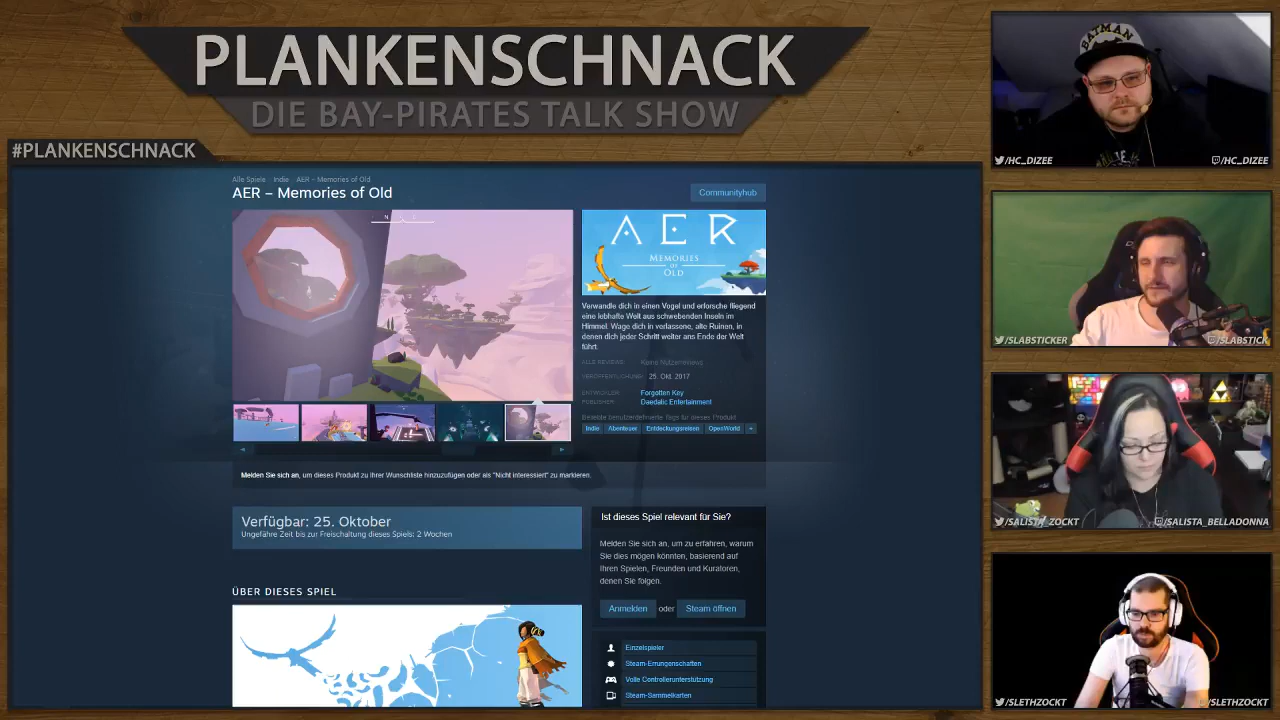 PLANKENSCHNACK
DIE BAY-PIRATES TALK SHOW
#PLANKENSCHNACK
Alle Spiele Indie AER – Memories of Old
AER – Memories of Old
Communityhub
N
AER
MEMORIES
OF
OLD
Verwandle dich in einen Vogel und erforsche fliegend
eine lebhafte Welt aus schwebenden Inseln im
Himmel. Wage dich in verlassene, alte Ruinen, in
denen dich jeder Schritt weiter ans Ende der Welt
führt.
ALLE REVIEWS: Keine Nutzerreviews
VERÖFFENTLICHUNG: 25. Okt. 2017
ENTWICKLER: Forgotten Key
PUBLISHER: Daedalic Entertainment
Beliebte benutzerdefinierte Tags für dieses Produkt
Indie Abenteuer Entdeckungsreisen OpenWorld +
Melden Sie sich an, um dieses Produkt zu Ihrer Wunschliste hinzuzufügen oder als "Nicht interessiert" zu markieren.
Verfügbar: 25. Oktober
Ungefähre Zeit bis zur Freischaltung dieses Spiels: 2 Wochen
Ist dieses Spiel relevant für Sie?
Melden Sie sich an, um zu erfahren, warum
Sie dies mögen könnten, basierend auf
Ihren Spielen, Freunden und Kuratoren,
denen Sie folgen.
Anmelden oder Steam öffnen
ÜBER DIESES SPIEL
Einzelspieler
Steam-Errungenschaften
Volle Controllerunterstützung
Steam-Sammelkarten
BATMAN
/HC_DIZEE /HC_DIZEE
/SLABSTICKER /SLABSTICK
/SALISTA_ZOCKT /SALISTA_BELLADONNA
/SLETHZOCKT /SLETHZOCKT